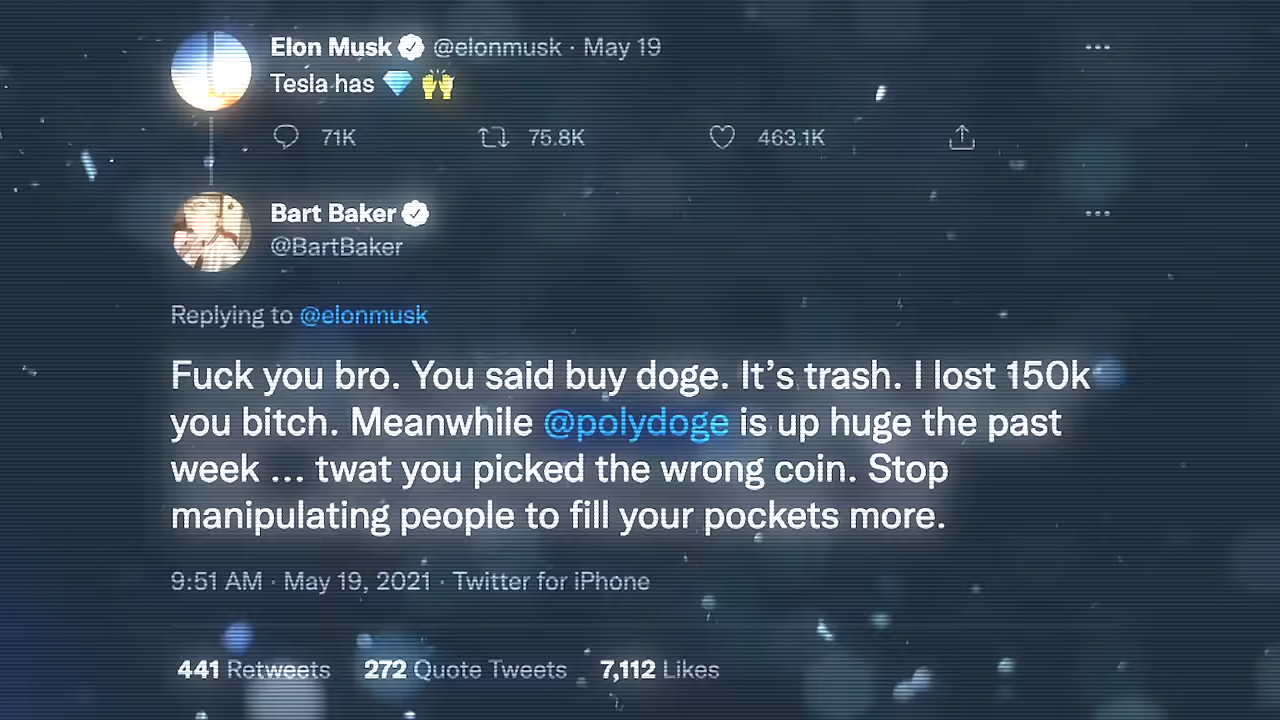 Elon Musk @elonmusk · May 19
Tesla has 💎 🙌
71K 75.8K 463.1K
Bart Baker
@BartBaker
Replying to @elonmusk
Fuck you bro. You said buy doge. It’s trash. I lost 150k
you bitch. Meanwhile @polydoge is up huge the past
week ... twat you picked the wrong coin. Stop
manipulating people to fill your pockets more.
9:51 AM · May 19, 2021 · Twitter for iPhone
441 Retweets 272 Quote Tweets 7,112 Likes